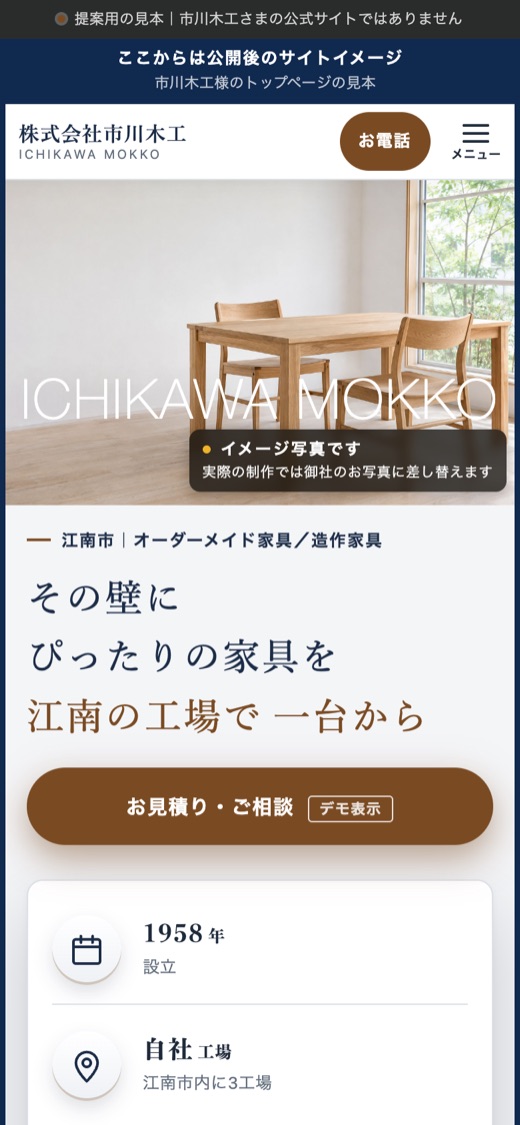 提案用の見本｜市川木工さまの公式サイトではありません
ここからは公開後のサイトイメージ
市川木工様のトップページの見本
株式会社市川木工
ICHIKAWA MOKKO
お電話
メニュー
ICHIKAWA MOKKO
イメージ写真です
実際の制作では御社のお写真に差し替えます
江南市｜オーダーメイド家具／造作家具
その壁に
ぴったりの家具を
江南の工場で 一台から
お見積り・ご相談 デモ表示
1958 年
設立
自社 工場
江南市内に3工場